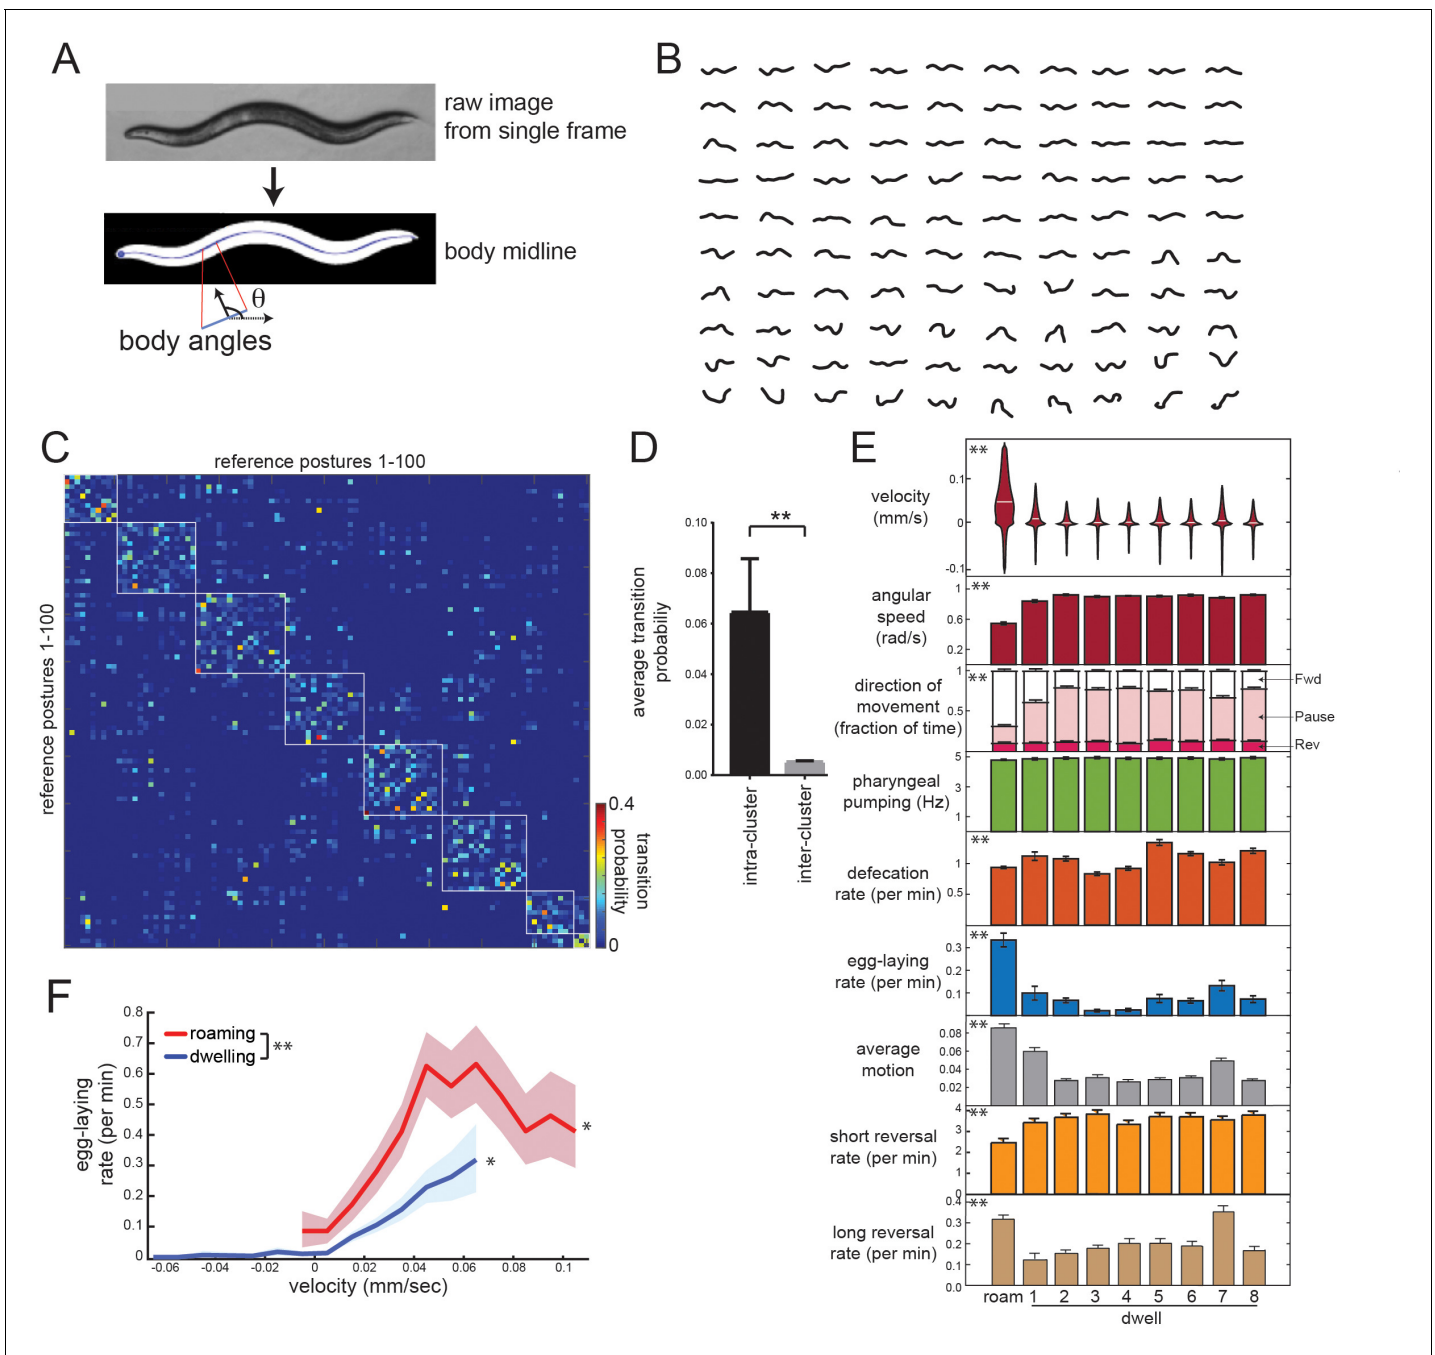 A
raw image
from single frame
body midline
θ
body angles
B
C
reference postures 1-100
reference postures 1-100
0.4
0
transition
probability
D
**
0.10
0.08
0.06
0.04
0.02
0.00
average transition
probabiliy
intra-cluster
inter-cluster
E
velocity
(mm/s)
**
0.1
0
-0.1
angular
speed
(rad/s)
**
1
0.6
0.2
direction of
movement
(fraction of time)
**
1
0.5
Fwd
Pause
Rev
pharyngeal
pumping (Hz)
5
3
1
defecation
rate (per min)
**
1
0.5
egg-laying
rate (per min)
**
0.3
0.1
average
motion
**
0.08
0.06
0.04
0.02
short reversal
rate (per min)
**
4
3
2
1
0
long reversal
rate (per min)
**
0.4
0.3
0.2
0.1
0.0
roam 1 2 3 4 5 6 7 8
dwell
F
egg-laying
rate (per min)
0.8
0.7
0.6
0.5
0.4
0.3
0.2
0.1
0
roaming
dwelling
**
*
*
-0.06 -0.04 -0.02 0 0.02 0.04 0.06 0.08 0.1
velocity (mm/sec)